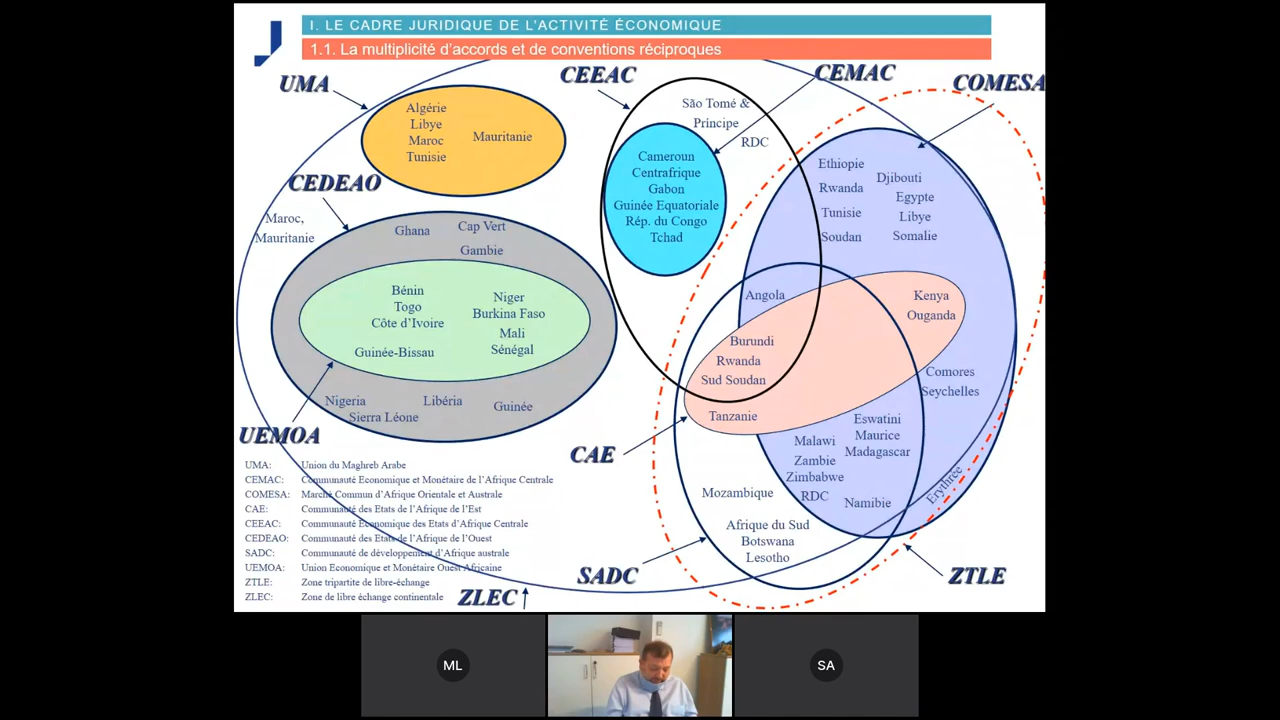 I. LE CADRE JURIDIQUE DE L'ACTIVITÉ ÉCONOMIQUE
1.1. La multiplicité d'accords et de conventions réciproques
UMA
CEEAC
CEMAC
COMESA
Algérie
Libye
Maroc
Tunisie
Mauritanie
São Tomé &
Príncipe
RDC
Cameroun
Centrafrique
Gabon
Guinée Equatoriale
Rép. du Congo
Tchad
Ethiopie
Rwanda
Tunisie
Soudan
Djibouti
Egypte
Libye
Somalie
CEDEAO
Maroc,
Mauritanie
Ghana
Cap Vert
Gambie
Bénin
Togo
Côte d'Ivoire
Guinée-Bissau
Niger
Burkina Faso
Mali
Sénégal
Nigeria
Sierra Léone
Libéria
Guinée
UEMOA
Angola
Kenya
Ouganda
Burundi
Rwanda
Sud Soudan
Tanzanie
Comores
Seychelles
CAE
Eswatini
Maurice
Madagascar
Malawi
Zambie
Zimbabwe
RDC
Namibie
Erythrée
Mozambique
Afrique du Sud
Botswana
Lesotho
SADC
ZTLE
UMA: Union du Maghreb Arabe
CEMAC: Communauté Economique et Monétaire de l'Afrique Centrale
COMESA: Marché Commun d'Afrique Orientale et Australe
CAE: Communauté des Etats de l'Afrique de l'Est
CEEAC: Communauté Economique des Etats d'Afrique Centrale
CEDEAO: Communauté des Etats de l'Afrique de l'Ouest
SADC: Communauté de développement d'Afrique australe
UEMOA: Union Economique et Monétaire Ouest Africaine
ZTLE: Zone tripartite de libre-échange
ZLEC: Zone de libre échange continentale
ZLEC
ML
SA